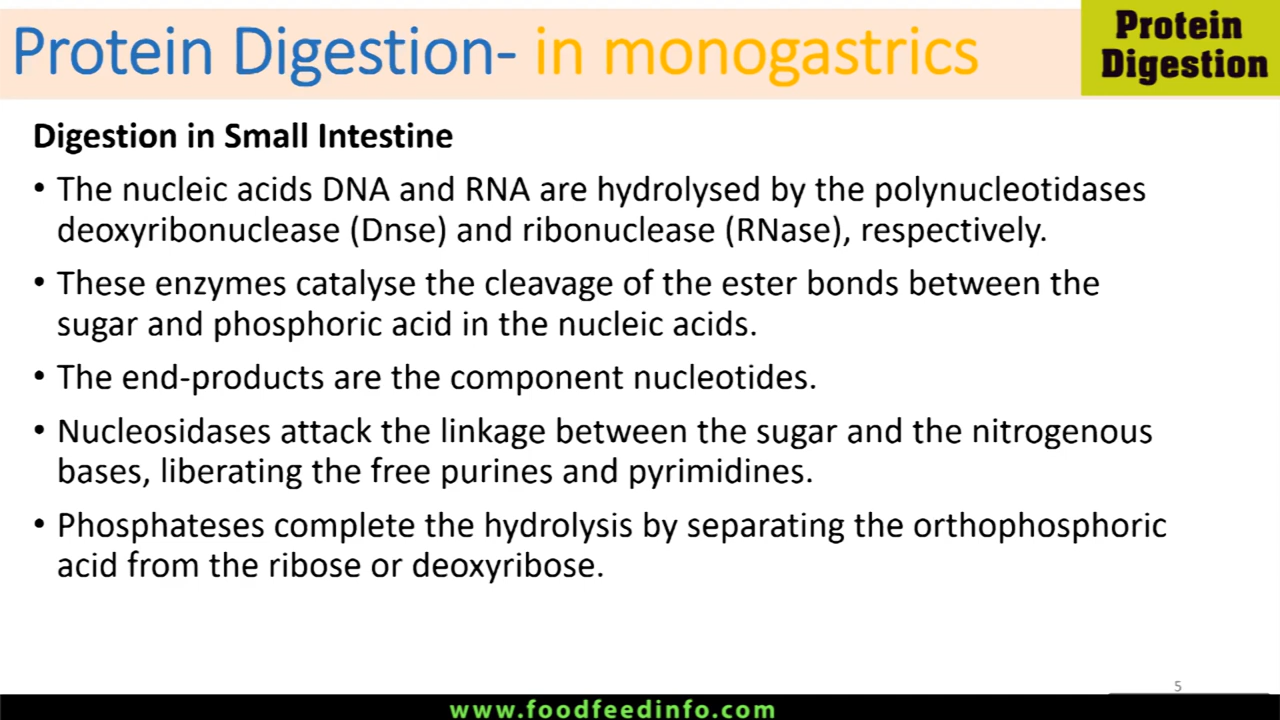 Protein Digestion- in monogastrics
Protein
Digestion
Digestion in Small Intestine
• The nucleic acids DNA and RNA are hydrolysed by the polynucleotidases
deoxyribonuclease (Dnse) and ribonuclease (RNase), respectively.
• These enzymes catalyse the cleavage of the ester bonds between the
sugar and phosphoric acid in the nucleic acids.
• The end-products are the component nucleotides.
• Nucleosidases attack the linkage between the sugar and the nitrogenous
bases, liberating the free purines and pyrimidines.
• Phosphateses complete the hydrolysis by separating the orthophosphoric
acid from the ribose or deoxyribose.
5
www.foodfeedinfo.com